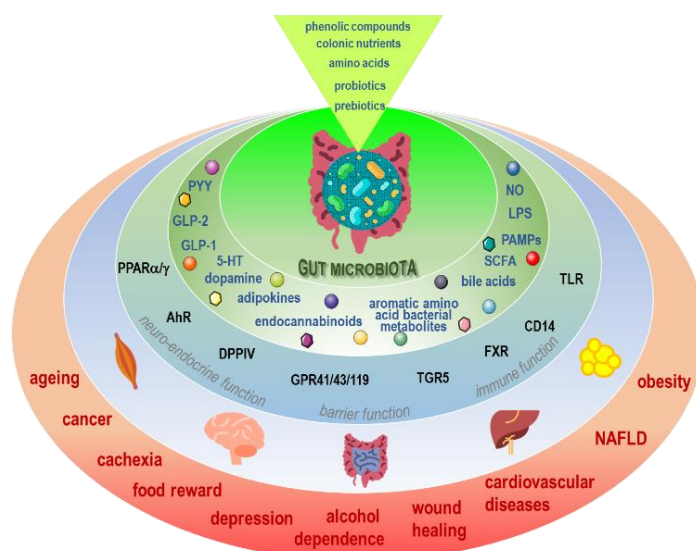 phenolic compounds
colonic nutrients
amino acids
probiotics
prebiotics
PYY
GLP-2
GLP-1
5-HT
dopamine
adipokines
endocannabinoids
aromatic amino
acid bacterial
metabolites
bile acids
SCFA
PAMPs
LPS
NO
GUT MICROBIOTA
PPARα/γ
AhR
DPPIV
GPR41/43/119
TGR5
FXR
CD14
TLR
neuro-endocrine function
barrier function
immune function
ageing
cancer
cachexia
food reward
depression
alcohol
dependence
wound
healing
cardiovascular
diseases
NAFLD
obesity